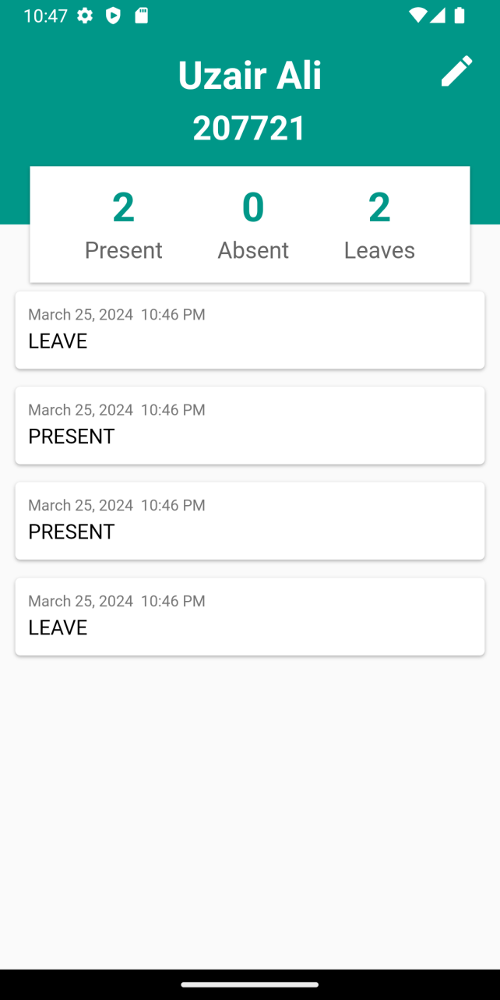 10:47
Uzair Ali
207721
2 0 2
Present Absent Leaves
March 25, 2024 10:46 PM
LEAVE
March 25, 2024 10:46 PM
PRESENT
March 25, 2024 10:46 PM
PRESENT
March 25, 2024 10:46 PM
LEAVE